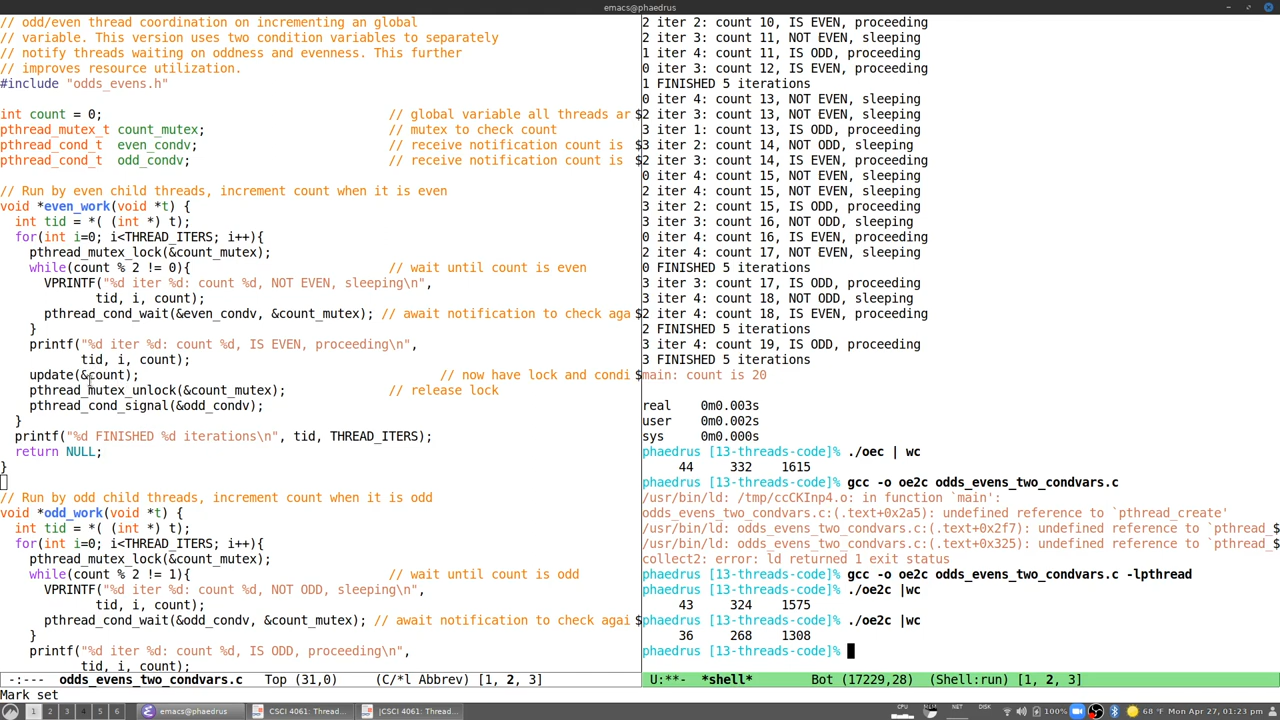 emacs@phaedrus
// odd/even thread coordination on incrementing an global
// variable. This version uses two condition variables to separately
// notify threads waiting on oddness and evenness. This further
// improves resource utilization.
#include "odds_evens.h"
int count = 0;                                      // global variable all threads ar $
pthread_mutex_t count_mutex;                        // mutex to check count
pthread_cond_t  even_condv;                         // receive notification count is $
pthread_cond_t  odd_condv;                          // receive notification count is $
// Run by even child threads, increment count when it is even
void *even_work(void *t) {
  int tid = *( (int *) t);
  for(int i=0; i<THREAD_ITERS; i++){
    pthread_mutex_lock(&count_mutex);
    while(count % 2 != 0){                          // wait until count is even
      VPRINTF("%d iter %d: count %d, NOT EVEN, sleeping\n",
             tid, i, count);
      pthread_cond_wait(&even_condv, &count_mutex); // await notification to check aga $
    }
    printf("%d iter %d: count %d, IS EVEN, proceeding\n",
           tid, i, count);
    update(&count);                                        // now have lock and condi $
    pthread_mutex_unlock(&count_mutex);              // release lock
    pthread_cond_signal(&odd_condv);
  }
  printf("%d FINISHED %d iterations\n", tid, THREAD_ITERS);
  return NULL;
}
// Run by odd child threads, increment count when it is odd
void *odd_work(void *t) {
  int tid = *( (int *) t);
  for(int i=0; i<THREAD_ITERS; i++){
    pthread_mutex_lock(&count_mutex);
    while(count % 2 != 1){                          // wait until count is odd
      VPRINTF("%d iter %d: count %d, NOT ODD, sleeping\n",
             tid, i, count);
      pthread_cond_wait(&odd_condv, &count_mutex); // await notification to check agai $
    }
    printf("%d iter %d: count %d, IS ODD, proceeding\n",
           tid, i, count);
-:---  odds_evens_two_condvars.c   Top (31,0)     (C/*l Abbrev) [1, 2, 3]
Mark set
2 iter 2: count 10, IS EVEN, proceeding
2 iter 3: count 11, NOT EVEN, sleeping
1 iter 4: count 11, IS ODD, proceeding
0 iter 3: count 12, IS EVEN, proceeding
1 FINISHED 5 iterations
0 iter 4: count 13, NOT EVEN, sleeping
2 iter 3: count 13, NOT EVEN, sleeping
3 iter 1: count 13, IS ODD, proceeding
3 iter 2: count 14, NOT ODD, sleeping
2 iter 3: count 14, IS EVEN, proceeding
0 iter 4: count 15, NOT EVEN, sleeping
2 iter 4: count 15, NOT EVEN, sleeping
3 iter 2: count 15, IS ODD, proceeding
3 iter 3: count 16, NOT ODD, sleeping
0 iter 4: count 16, IS EVEN, proceeding
2 iter 4: count 17, NOT EVEN, sleeping
0 FINISHED 5 iterations
3 iter 3: count 17, IS ODD, proceeding
3 iter 4: count 18, NOT ODD, sleeping
2 iter 4: count 18, IS EVEN, proceeding
2 FINISHED 5 iterations
3 iter 4: count 19, IS ODD, proceeding
3 FINISHED 5 iterations
main: count is 20
real    0m0.003s
user    0m0.002s
sys     0m0.000s
phaedrus [13-threads-code]% ./oec | wc
     44     332    1615
phaedrus [13-threads-code]% gcc -o oe2c odds_evens_two_condvars.c
/usr/bin/ld: /tmp/ccCKInp4.o: in function `main':
odds_evens_two_condvars.c:(.text+0x2a5): undefined reference to `pthread_create'
/usr/bin/ld: odds_evens_two_condvars.c:(.text+0x2f7): undefined reference to `pthread_$
/usr/bin/ld: odds_evens_two_condvars.c:(.text+0x325): undefined reference to `pthread_$
collect2: error: ld returned 1 exit status
phaedrus [13-threads-code]% gcc -o oe2c odds_evens_two_condvars.c -lpthread
phaedrus [13-threads-code]% ./oe2c |wc
     43     324    1575
phaedrus [13-threads-code]% ./oe2c |wc
     36     268    1308
phaedrus [13-threads-code]%
U:**-  *shell*        Bot (17229,28)  (Shell:run) [1, 2, 3]
1 2 3 4 5 6 emacs@phaedrus CSCI 4061: Threa... [CSCI 4061: Threa... CPU NET DISK 100% 68 °F Mon Apr 27, 01:23 pm